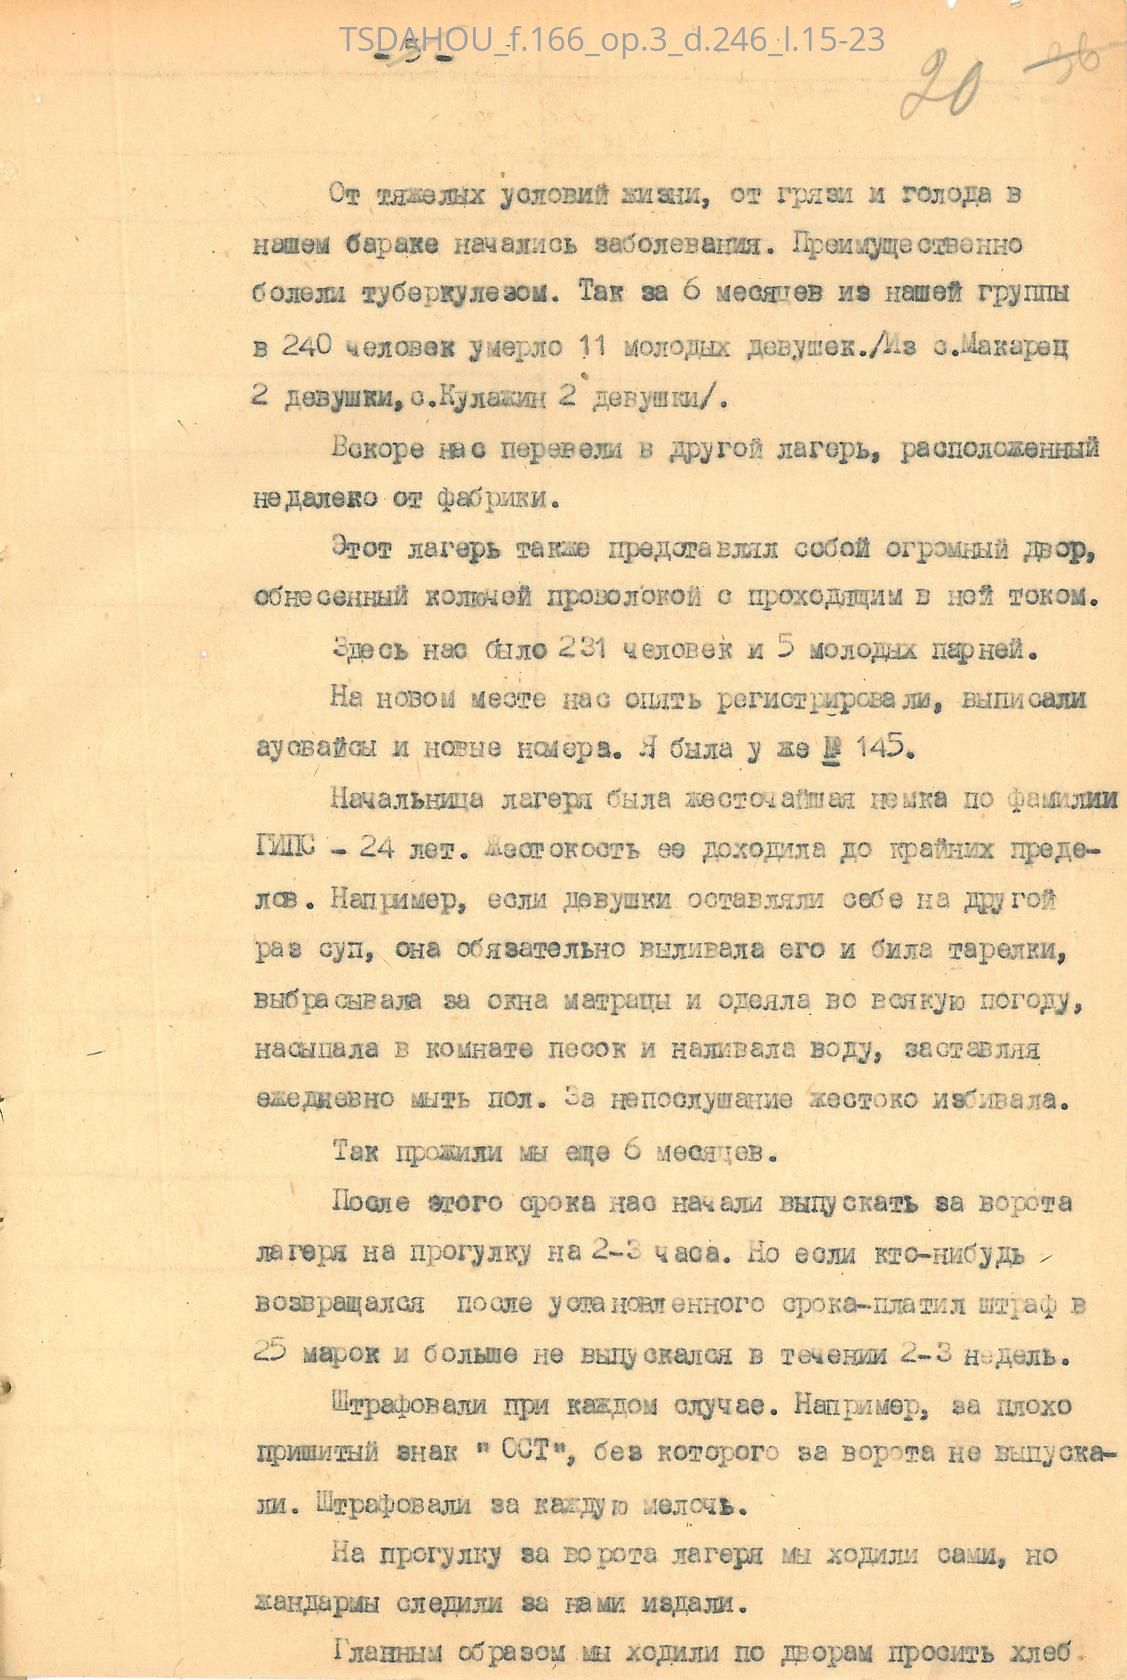 TSDAHOU_f.166_op.3_d.246_l.15-23
- 5 -
20 36
От тяжелых условий жизни, от грязи и голода в
нашем бараке начались заболевания. Преимущественно
болели туберкулезом. Так за 6 месяцев из нашей группы
в 240 человек умерло 11 молодых девушек./Из с.Макарец
2 девушки,с.Кулажин 2 девушки/.
Вскоре нас перевели в другой лагерь, расположенный
недалеко от фабрики.
Этот лагерь также представлял собой огромный двор,
обнесенный колючей проволокой с проходящим в ней током.
Здесь нас было 231 человек и 5 молодых парней.
На новом месте нас опять регистрировали, выписали
аусвайсы и новые номера. Я была у же № 145.
Начальница лагеря была жесточайшая немка по фамилии
ГИПС - 24 лет. Жестокость ее доходила до крайних преде-
лов. Например, если девушки оставляли себе на другой
раз суп, она обязательно выливала его и била тарелки,
выбрасывала за окна матрацы и одеяла во всякую погоду,
насыпала в комнате песок и наливала воду, заставляя
ежедневно мыть пол. За непослушание жестоко избивала.
Так прожили мы еще 6 месяцев.
После этого срока нас начали выпускать за ворота
лагеря на прогулку на 2-3 часа. Но если кто-нибудь
возвращался после установленного срока-платил штраф в
25 марок и больше не выпускался в течении 2-3 недель.
Штрафовали при каждом случае. Например, за плохо
пришитый знак " ОСТ", без которого за ворота не выпуска-
ли. Штрафовали за каждую мелочь.
На прогулку за ворота лагеря мы ходили сами, но
жандармы следили за нами издали.
Гланным образом мы ходили по дворам просить хлеб